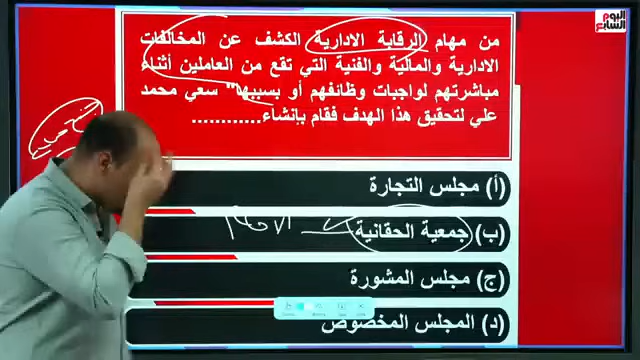 اليوم السابع
من مهام الرقابة الادارية الكشف عن المخالفات
الادارية والمالية والفنية التي تقع من العاملين أثناء
مباشرتهم لواجبات وظائفهم أو بسببها" سعي محمد
علي لتحقيق هذا الهدف فقام بإنشاء............
(أ) مجلس التجارة
(ب) جمعية الحقانية
(ج) مجلس المشورة
(د) المجلس المخصوص